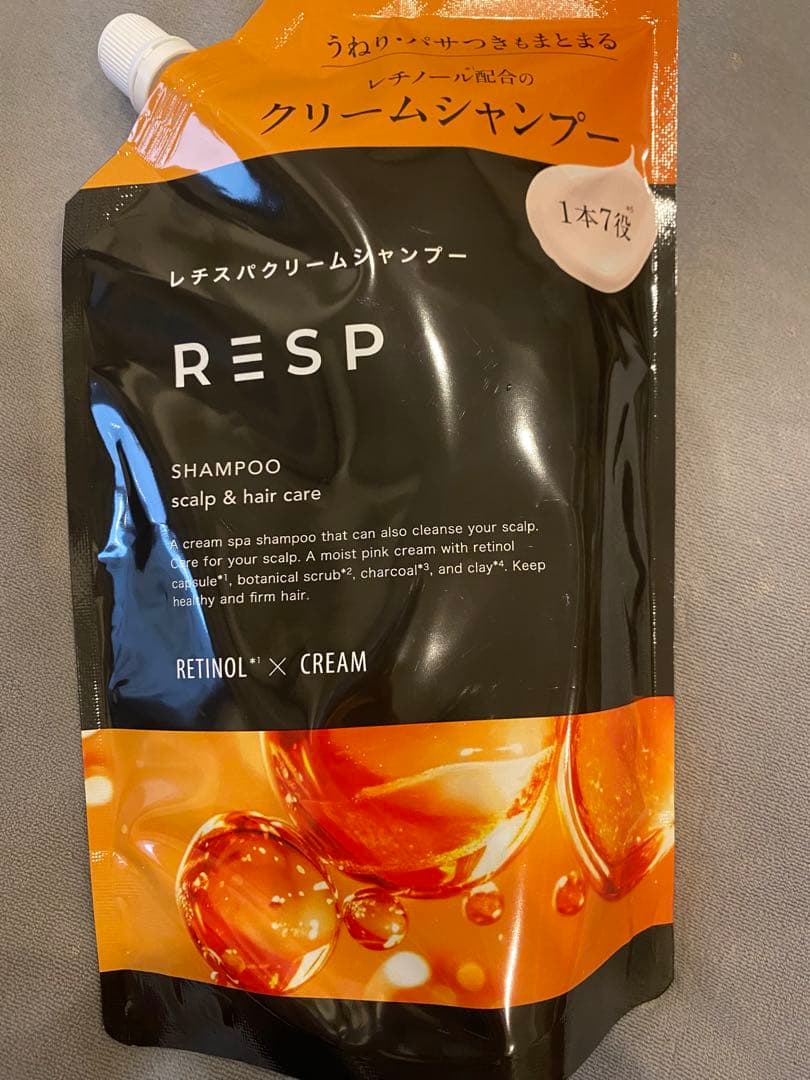 うねり・パサつきもまとまる
レチノール*配合の
クリームシャンプー
1本7役*5
レチスパクリームシャンプー
RESP
SHAMPOO
scalp & hair care
A cream spa shampoo that can also cleanse your scalp.
Care for your scalp. A moist pink cream with retinol
capsule*1, botanical scrub*2, charcoal*3, and clay*4. Keep
healthy and firm hair.
RETINOL*1 × CREAM